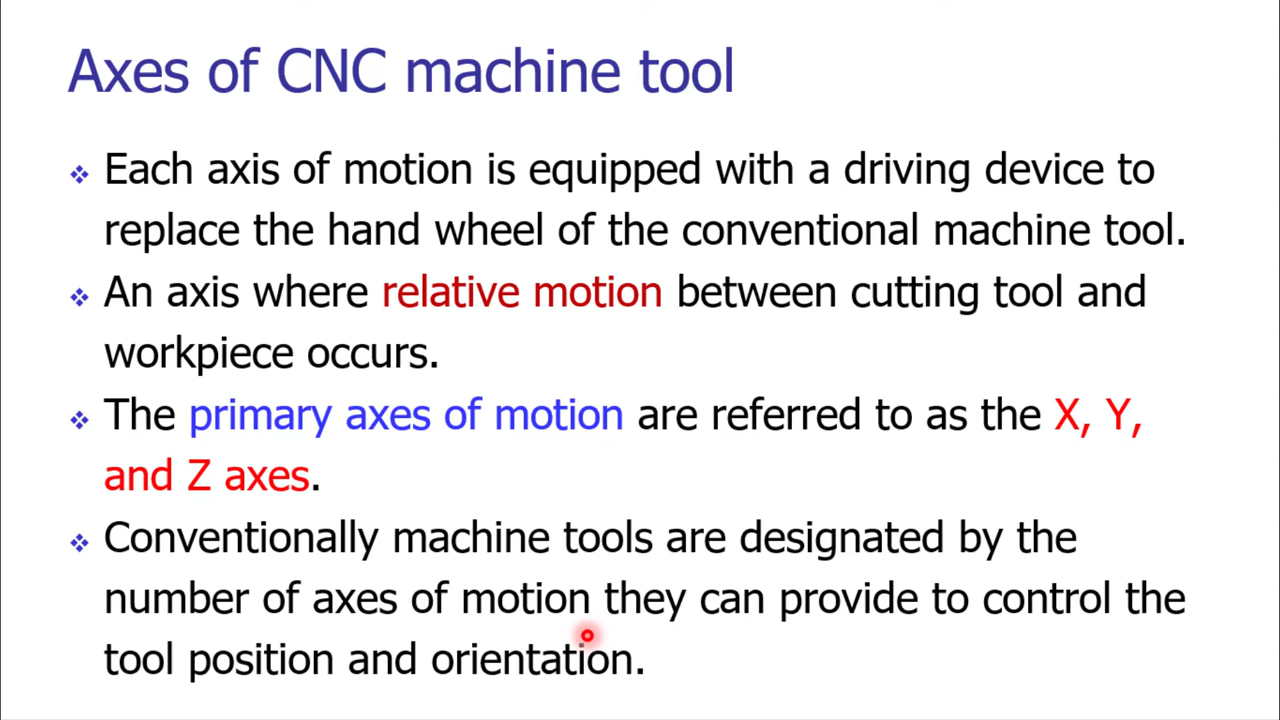 Axes of CNC machine tool
Each axis of motion is equipped with a driving device to
replace the hand wheel of the conventional machine tool.
An axis where relative motion between cutting tool and
workpiece occurs.
The primary axes of motion are referred to as the X, Y,
and Z axes.
Conventionally machine tools are designated by the
number of axes of motion they can provide to control the
tool position and orientation.